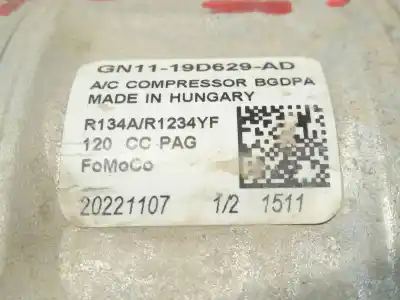 GN11-19D629-AD
A/C COMPRESSOR BGDPA
MADE IN HUNGARY
R134A/R1234YF
120 CC PAG
FoMoCo
20221107 1/2 1511